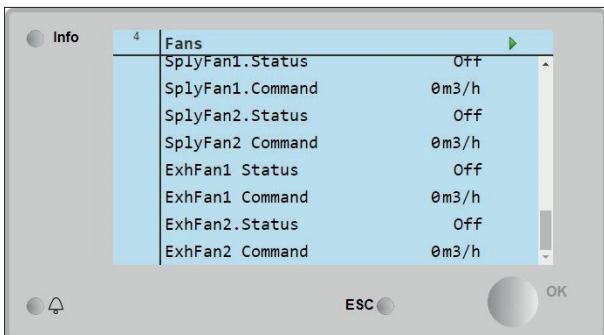 Info
4 Fans
SplyFan1.Status Off
SplyFan1.Command 0m3/h
SplyFan2.Status Off
SplyFan2 Command 0m3/h
ExhFan1 Status Off
ExhFan1 Command 0m3/h
ExhFan2.Status Off
ExhFan2 Command 0m3/h
ESC
OK